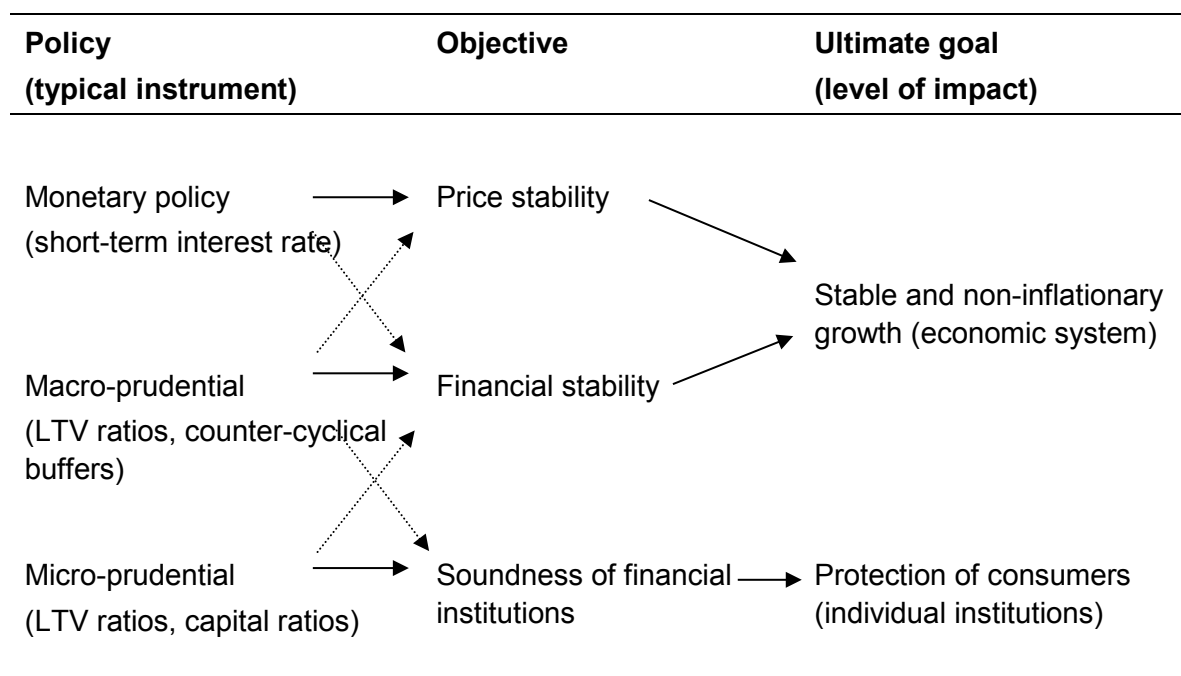 Policy
(typical instrument)
Objective
Ultimate goal
(level of impact)
Monetary policy
(short-term interest rate)
Price stability
Stable and non-inflationary
growth (economic system)
Macro-prudential
(LTV ratios, counter-cyclical
buffers)
Financial stability
Micro-prudential
(LTV ratios, capital ratios)
Soundness of financial
institutions
Protection of consumers
(individual institutions)